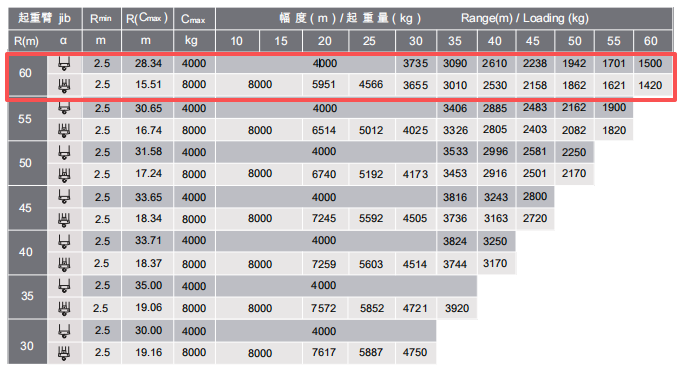 起重臂 jib Rmin R(Cmax) Cmax 幅 度 ( m ) / 起 重 量 ( kg ) Range(m) / Loading (kg)
R(m) α m m kg 10 15 20 25 30 35 40 45 50 55 60
60 2.5 28.34 4000 4000 3735 3090 2610 2238 1942 1701 1500
2.5 15.51 8000 8000 5951 4566 3655 3010 2530 2158 1862 1621 1420
55 2.5 30.65 4000 4000 3406 2885 2483 2162 1900
2.5 16.74 8000 8000 6514 5012 4025 3326 2805 2403 2082 1820
50 2.5 31.58 4000 4000 3533 2996 2581 2250
2.5 17.24 8000 8000 6740 5192 4173 3453 2916 2501 2170
45 2.5 33.65 4000 4000 3816 3243 2800
2.5 18.34 8000 8000 7245 5592 4505 3736 3163 2720
40 2.5 33.71 4000 4000 3824 3250
2.5 18.37 8000 8000 7259 5603 4514 3744 3170
35 2.5 35.00 4000 4000
2.5 19.06 8000 8000 7572 5852 4721 3920
30 2.5 30.00 4000 4000
2.5 19.16 8000 8000 7617 5887 4750